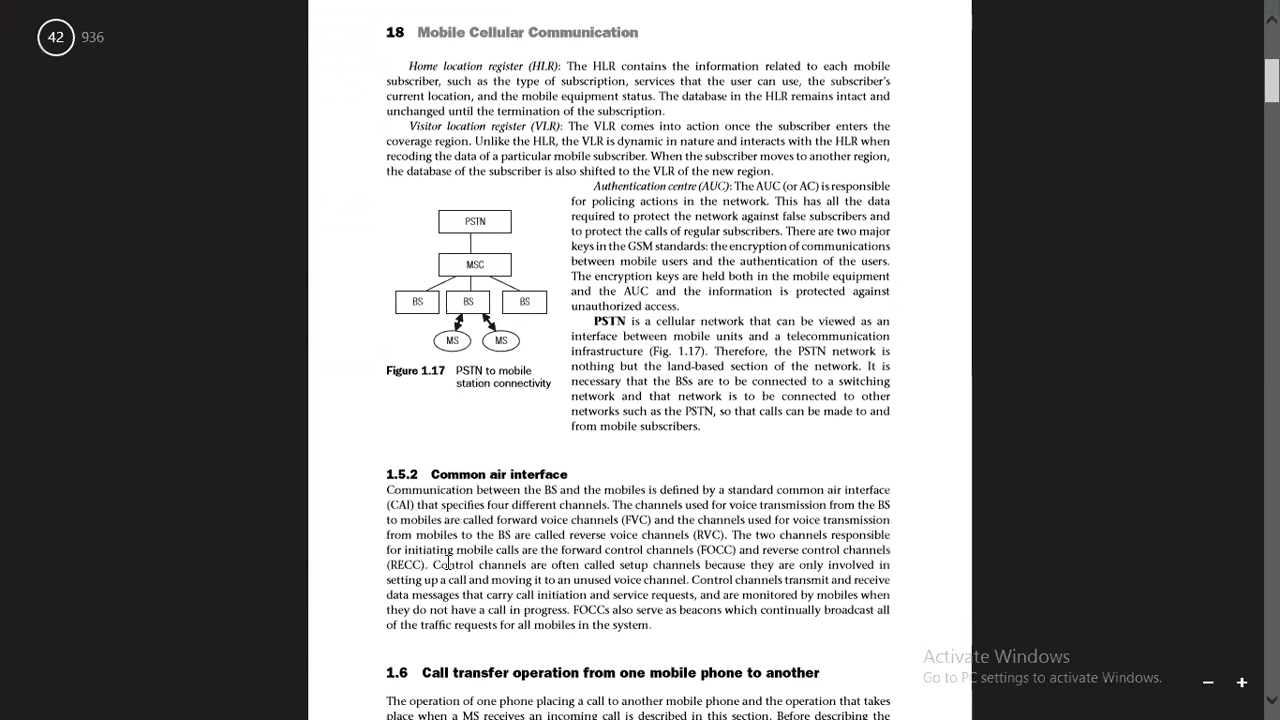 42 936
18 Mobile Cellular Communication
Home location register (HLR): The HLR contains the information related to each mobile
subscriber, such as the type of subscription, services that the user can use, the subscriber's
current location, and the mobile equipment status. The database in the HLR remains intact and
unchanged until the termination of the subscription.
Visitor location register (VLR): The VLR comes into action once the subscriber enters the
coverage region. Unlike the HLR, the VLR is dynamic in nature and interacts with the HLR when
recoding the data of a particular mobile subscriber. When the subscriber moves to another region,
the database of the subscriber is also shifted to the VLR of the new region.
Authentication centre (AUC): The AUC (or AC) is responsible
for policing actions in the network. This has all the data
required to protect the network against false subscribers and
to protect the calls of regular subscribers. There are two major
keys in the GSM standards: the encryption of communications
between mobile users and the authentication of the users.
The encryption keys are held both in the mobile equipment
and the AUC and the information is protected against
unauthorized access.
PSTN is a cellular network that can be viewed as an
interface between mobile units and a telecommunication
infrastructure (Fig. 1.17). Therefore, the PSTN network is
nothing but the land-based section of the network. It is
necessary that the BSs are to be connected to a switching
network and that network is to be connected to other
networks such as the PSTN, so that calls can be made to and
from mobile subscribers.
PSTN
MSC
BS BS BS
MS MS
Figure 1.17 PSTN to mobile
station connectivity
1.5.2 Common air interface
Communication between the BS and the mobiles is defined by a standard common air interface
(CAI) that specifies four different channels. The channels used for voice transmission from the BS
to mobiles are called forward voice channels (FVC) and the channels used for voice transmission
from mobiles to the BS are called reverse voice channels (RVC). The two channels responsible
for initiating mobile calls are the forward control channels (FOCC) and reverse control channels
(RECC). Control channels are often called setup channels because they are only involved in
setting up a call and moving it to an unused voice channel. Control channels transmit and receive
data messages that carry call initiation and service requests, and are monitored by mobiles when
they do not have a call in progress. FOCCs also serve as beacons which continually broadcast all
of the traffic requests for all mobiles in the system.
1.6 Call transfer operation from one mobile phone to another
The operation of one phone placing a call to another mobile phone and the operation that takes
place when a MS receives an incoming call is described in this section. Before describing the
Activate Windows
Go to PC settings to activate Windows.